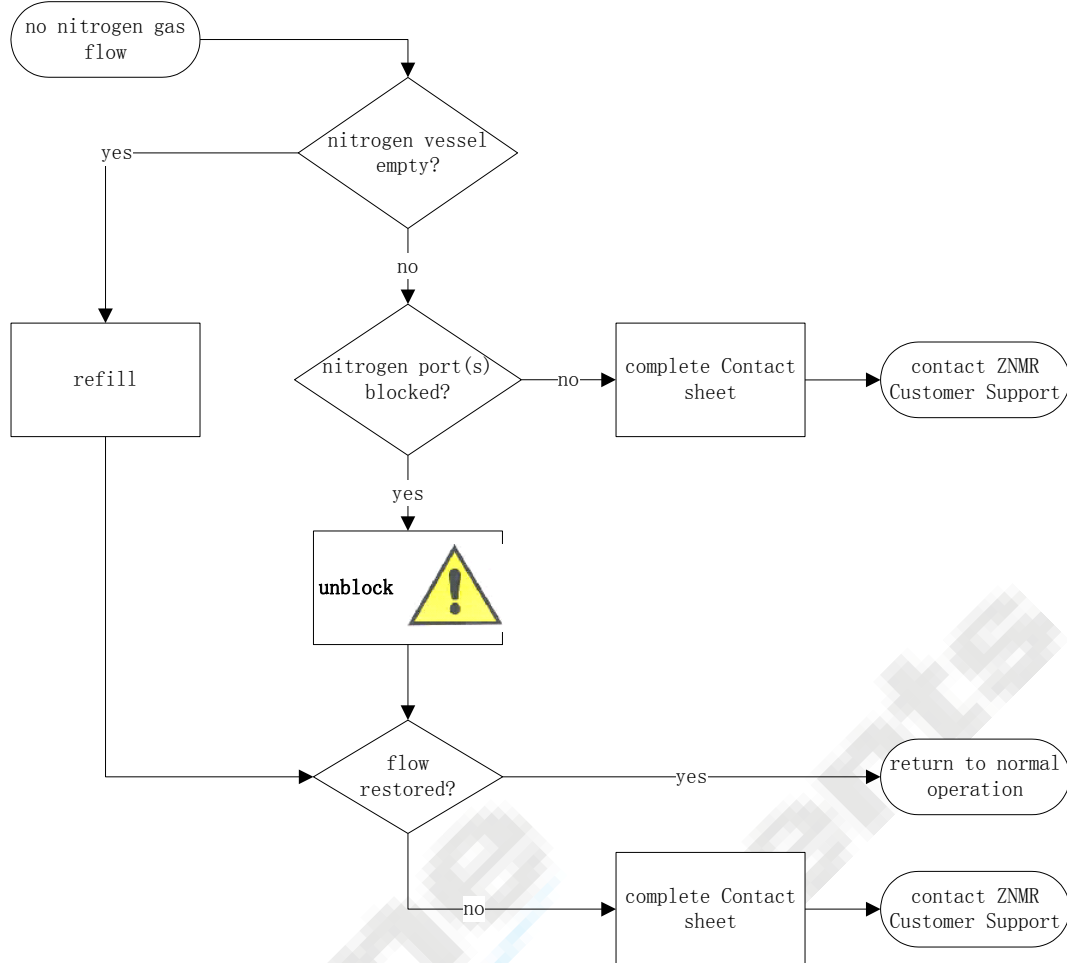 no nitrogen gas
flow
nitrogen vessel
empty?
yes
no
refill
nitrogen port(s)
blocked?
no
complete Contact
sheet
contact ZNMR
Customer Support
yes
unblock
flow
restored?
yes
return to normal
operation
no
complete Contact
sheet
contact ZNMR
Customer Support